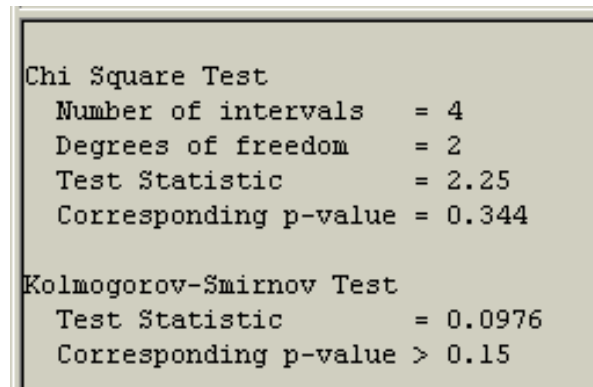 Chi Square Test
  Number of intervals   = 4
  Degrees of freedom    = 2
  Test Statistic        = 2.25
  Corresponding p-value = 0.344
Kolmogorov-Smirnov Test
  Test Statistic        = 0.0976
  Corresponding p-value > 0.15